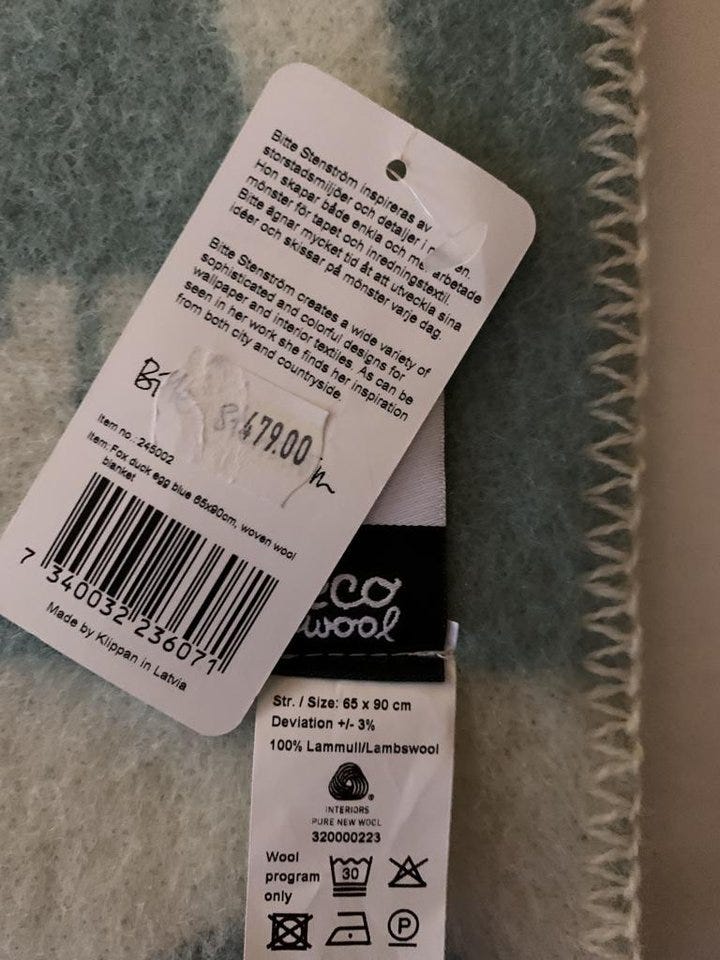 Bitte Stenström inspireras av
storstadsmiljöer och detaljer i
Hon skapar både enkla och
mönster för tapet och inredningstextil.
Bitte ägnar mycket tid åt att utveckla sina
idéer och skissar på mönster varje dag.
Bitte Stenström creates a wide variety of
sophisticated and colorful designs for
wallpaper and interior textiles. As can be
seen in her work she finds her inspiration
from both city and countryside.
479.00
Item no.: 245002
Item: Fox duck egg blue 65x90cm, woven wool
blanket
7 340032 236071
Made by Klippan in Latvia
eco
wool
Str. / Size: 65 x 90 cm
Deviation +/- 3%
100% Lammull/Lambswool
INTERIORS
PURE NEW WOOL
320000223
Wool
program
only
30
P